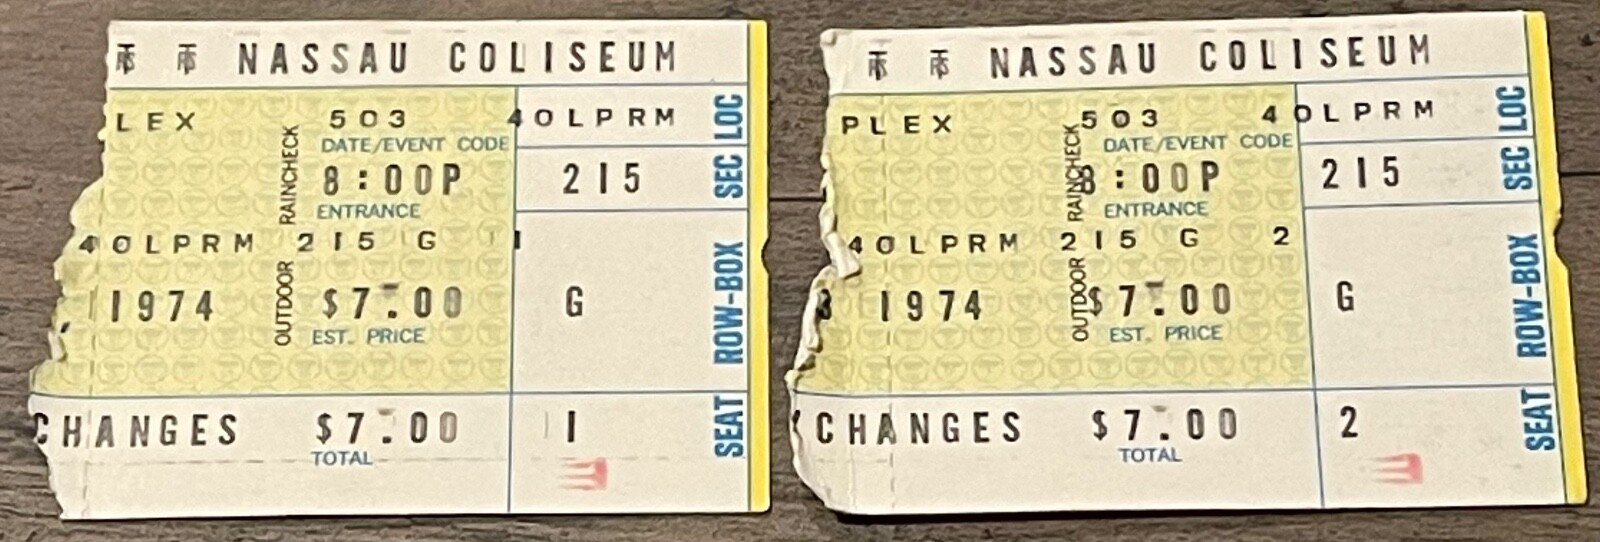 NASSAU COLISEUM
LEX 503 40LPRM
DATE/EVENT CODE
8:00P 215
ENTRANCE
40LPRM 215 G 1
1974 $7.00 G
EST. PRICE
CHANGES $7.00 1
TOTAL
OUTDOOR RAINCHECK
SEAT ROW-BOX SEC LOC
NASSAU COLISEUM
PLEX 503 40LPRM
DATE/EVENT CODE
8:00P 215
ENTRANCE
40LPRM 215 G 2
1974 $7.00 G
EST. PRICE
CHANGES $7.00 2
TOTAL
OUTDOOR RAINCHECK
SEAT ROW-BOX SEC LOC